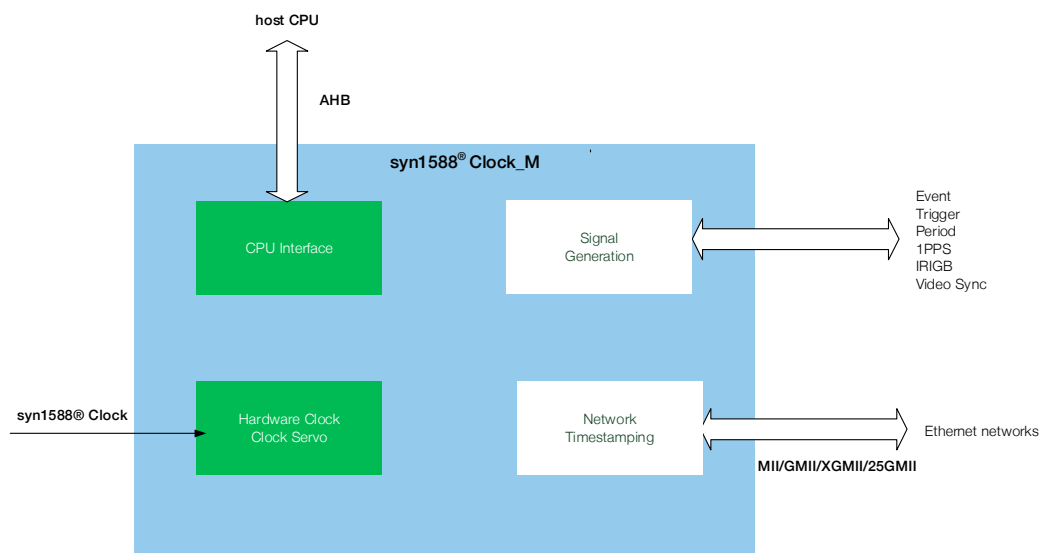 host CPU
AHB
syn1588® Clock_M
CPU Interface
Signal
Generation
Event
Trigger
Period
1PPS
IRIGB
Video Sync
syn1588® Clock
Hardware Clock
Clock Servo
Network
Timestamping
Ethernet networks
MII/GMII/XGMII/25GMII